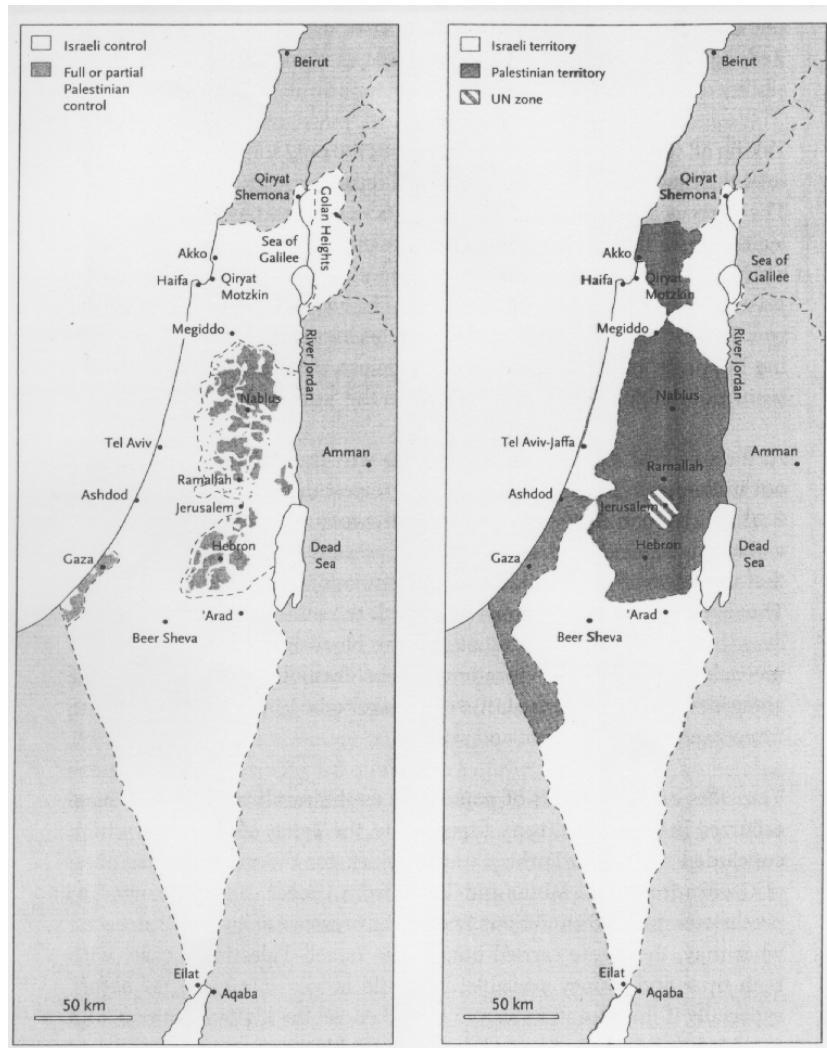 Israeli control
Full or partial
Palestinian
control
Beirut
Qiryat
Shemona
Golan Heights
Akko
Sea of
Galilee
Haifa
Qiryat
Motzkin
Megiddo
River Jordan
Nablus
Tel Aviv
Amman
Ramallah
Ashdod
Jerusalem
Hebron
Gaza
Dead
Sea
'Arad
Beer Sheva
Eilat
Aqaba
50 km
Israeli territory
Palestinian territory
UN zone
Beirut
Qiryat
Shemona
Akko
Sea of
Galilee
Haifa
Qiryat
Motzkin
Megiddo
River Jordan
Nablus
Tel Aviv-Jaffa
Amman
Ramallah
Ashdod
Jerusalem
Hebron
Gaza
Dead
Sea
'Arad
Beer Sheva
Eilat
Aqaba
50 km